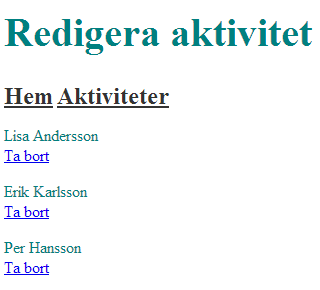 Redigera aktivitet
Hem Aktiviteter
Lisa Andersson
Ta bort
Erik Karlsson
Ta bort
Per Hansson
Ta bort